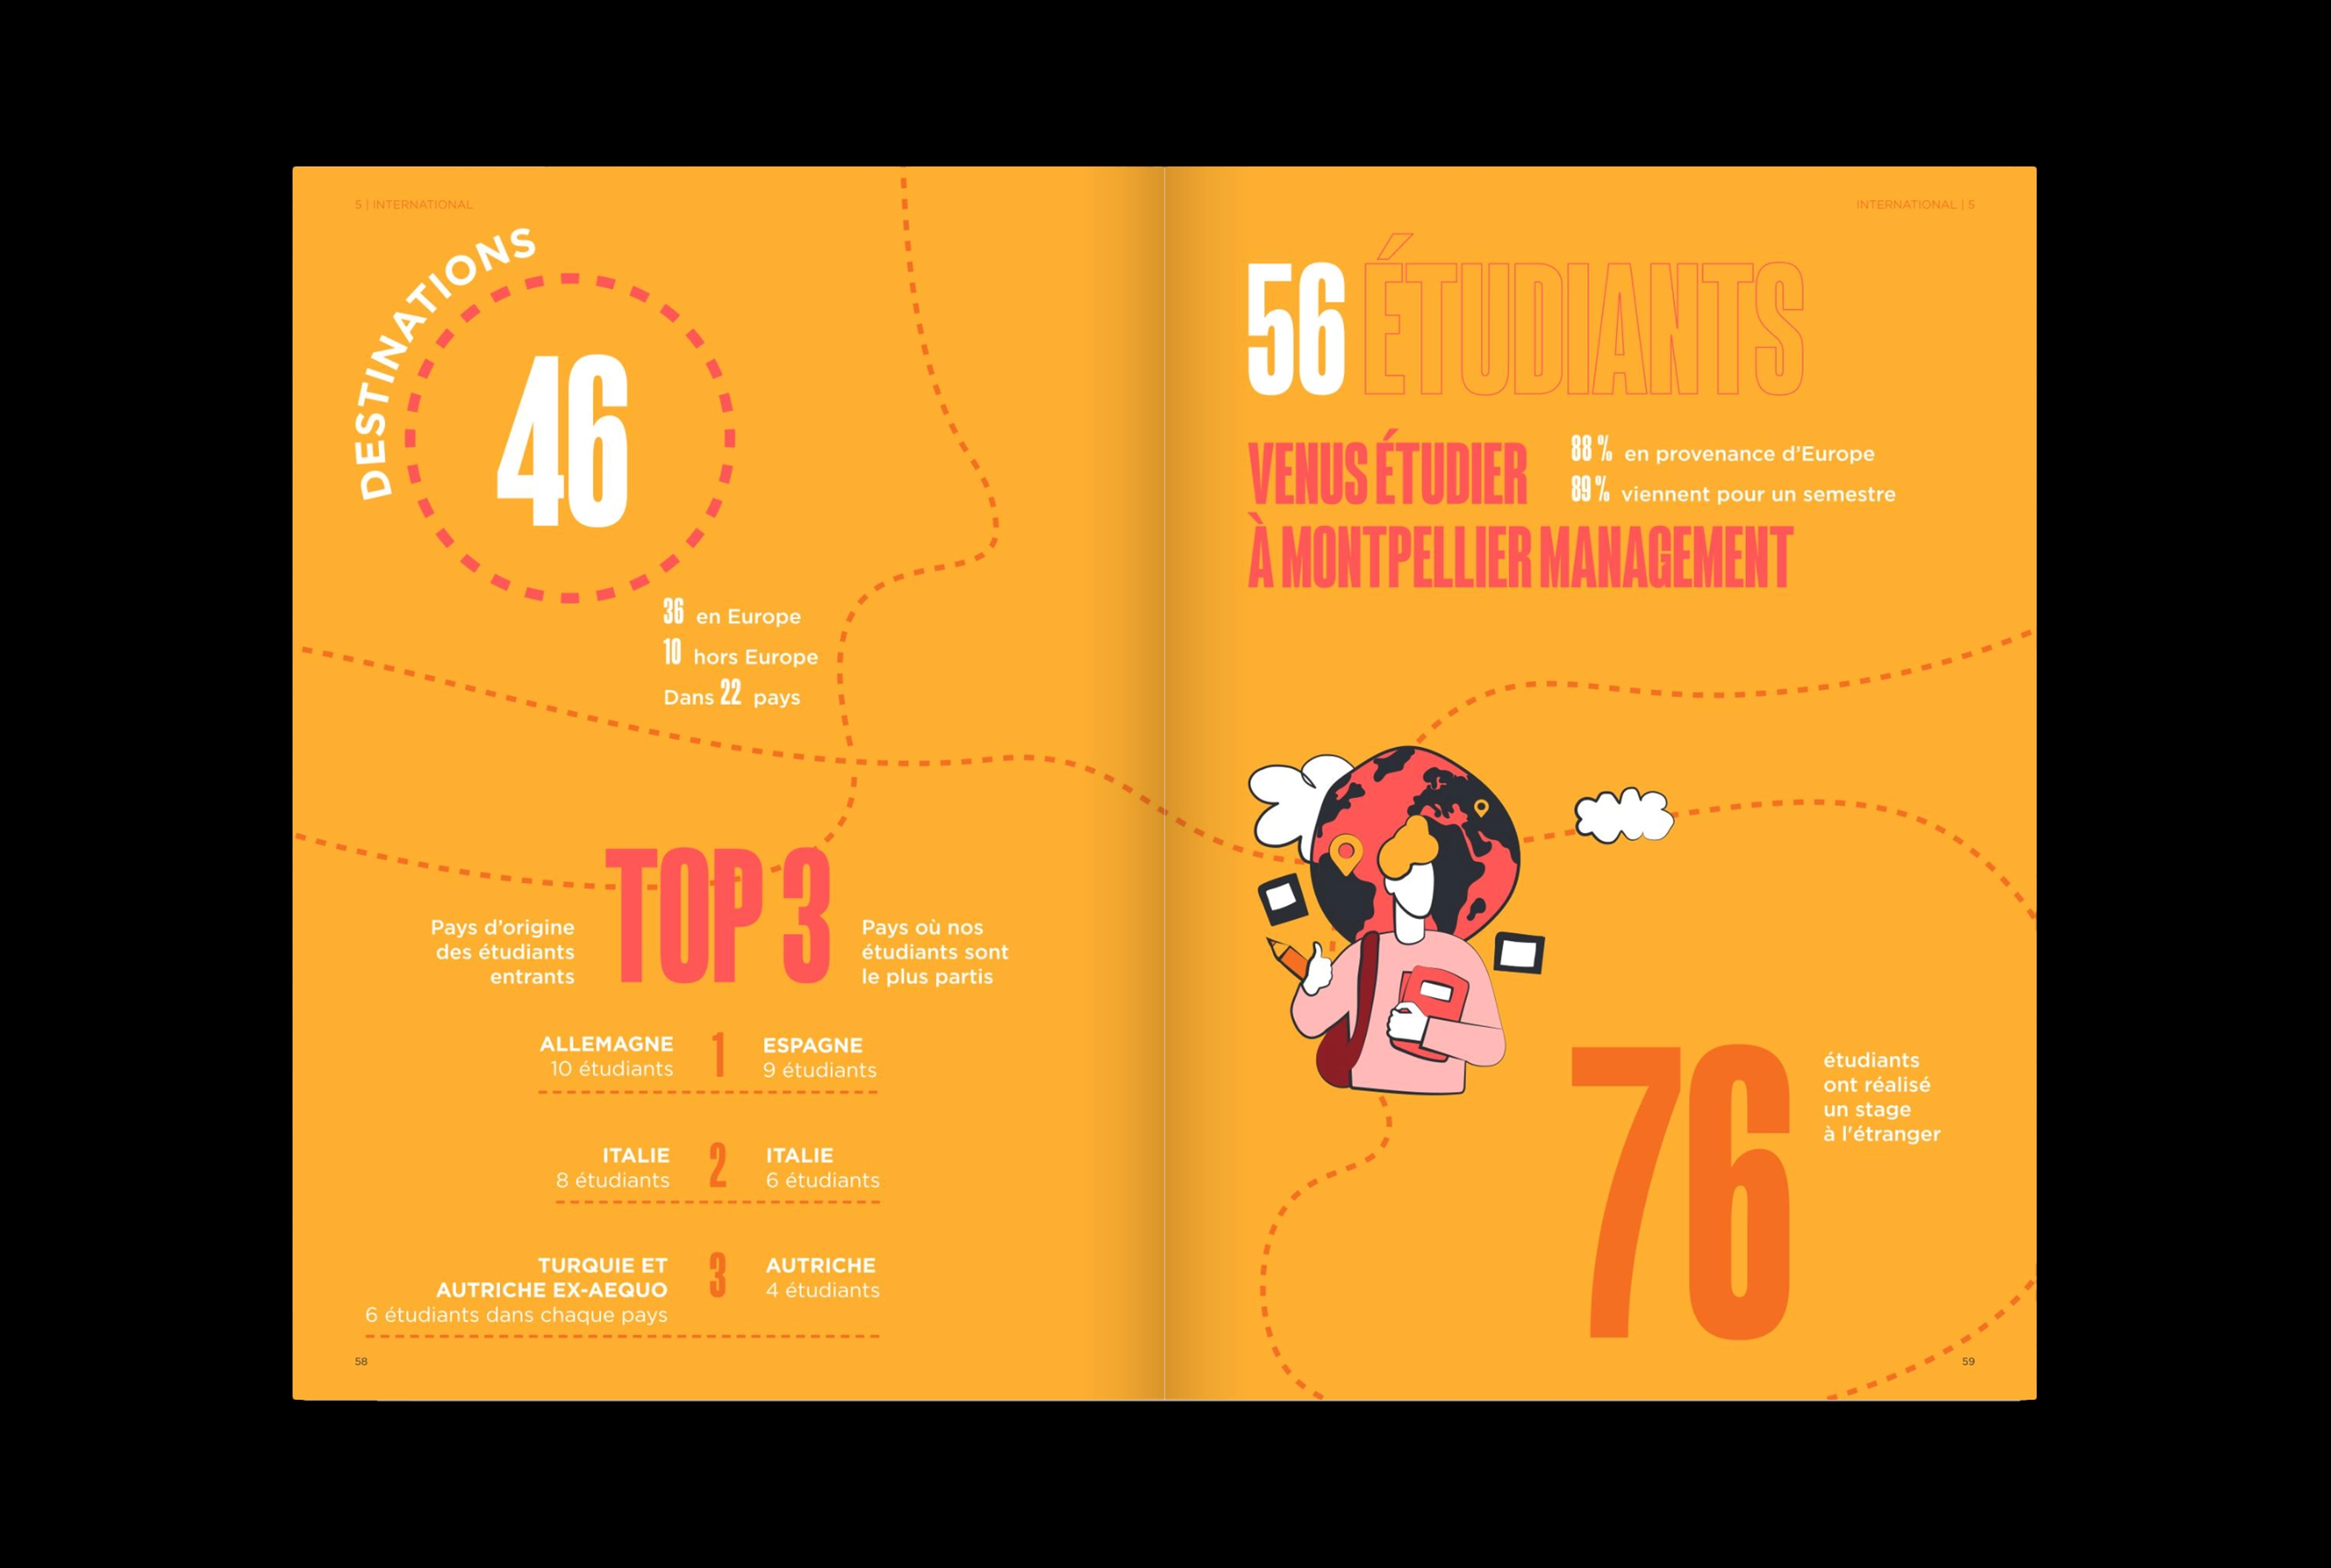 5 | INTERNATIONAL
DESTINATIONS
46
36 en Europe
10 hors Europe
Dans 22 pays
TOP 3
Pays d'origine
des étudiants
entrants
Pays où nos
étudiants sont
le plus partis
ALLEMAGNE
10 étudiants
1
ESPAGNE
9 étudiants
ITALIE
8 étudiants
2
ITALIE
6 étudiants
TURQUIE ET
AUTRICHE EX-AEQUO
6 étudiants dans chaque pays
3
AUTRICHE
4 étudiants
58
INTERNATIONAL | 5
56 ÉTUDIANTS
VENUS ÉTUDIER
À MONTPELLIER MANAGEMENT
88 % en provenance d'Europe
89 % viennent pour un semestre
76
étudiants
ont réalisé
un stage
à l'étranger
59